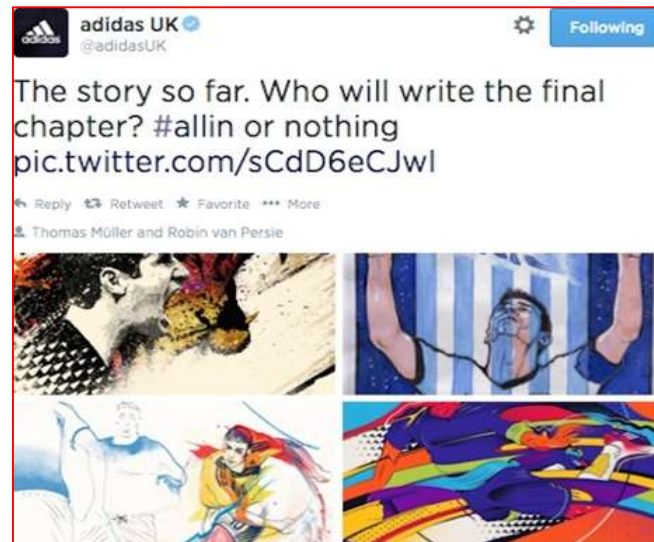 adidas
adidas UK
@adidasUK
Following
The story so far. Who will write the final
chapter? #allin or nothing
pic.twitter.com/sCdD6eCJwl
Reply Retweet Favorite More
Thomas Müller and Robin van Persie